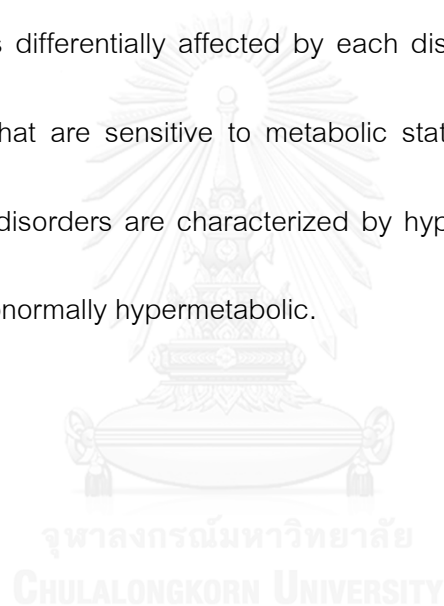 differentially affected by each dis
hat are sensitive to metabolic stat
disorders are characterized by hyp
normally hypermetabolic.
จุฬาลงกรณ์มหาวิทยาลัย
CHULALONGKORN UNIVERSITY